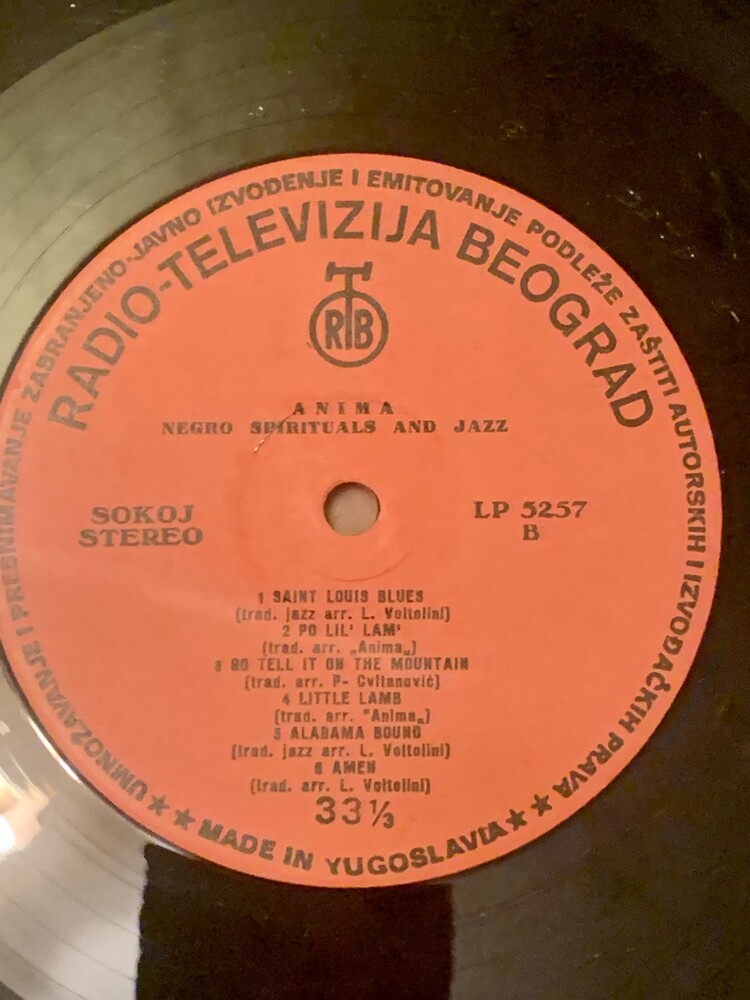 UMNOŽAVANJE I PRESNIMAVANJE ZABRANJENO-JAVNO IZVOĐENJE I EMITOVANJE PODLEŽE ZAŠTITI AUTORSKIH I IZVOĐAČKIH PRAVA ★★
RADIO-TELEVIZIJA BEOGRAD
RTB
ANIMA
NEGRO SPIRITUALS AND JAZZ
SOKOJ
STEREO
LP 5257
B
1 SAINT LOUIS BLUES
(trad. jazz arr. L. Voltolini)
2 PO LIL' LAM'
(trad. arr. „Anima„)
3 GO TELL IT ON THE MOUNTAIN
(trad. arr. P- Cvitanović)
4 LITTLE LAMB
(trad. arr. "Anima„)
5 ALABAMA BOUND
(trad. jazz arr. L. Voltolini)
6 AMEN
(trad. arr. L. Voltolini)
33⅓
★★ MADE IN YUGOSLAVIA